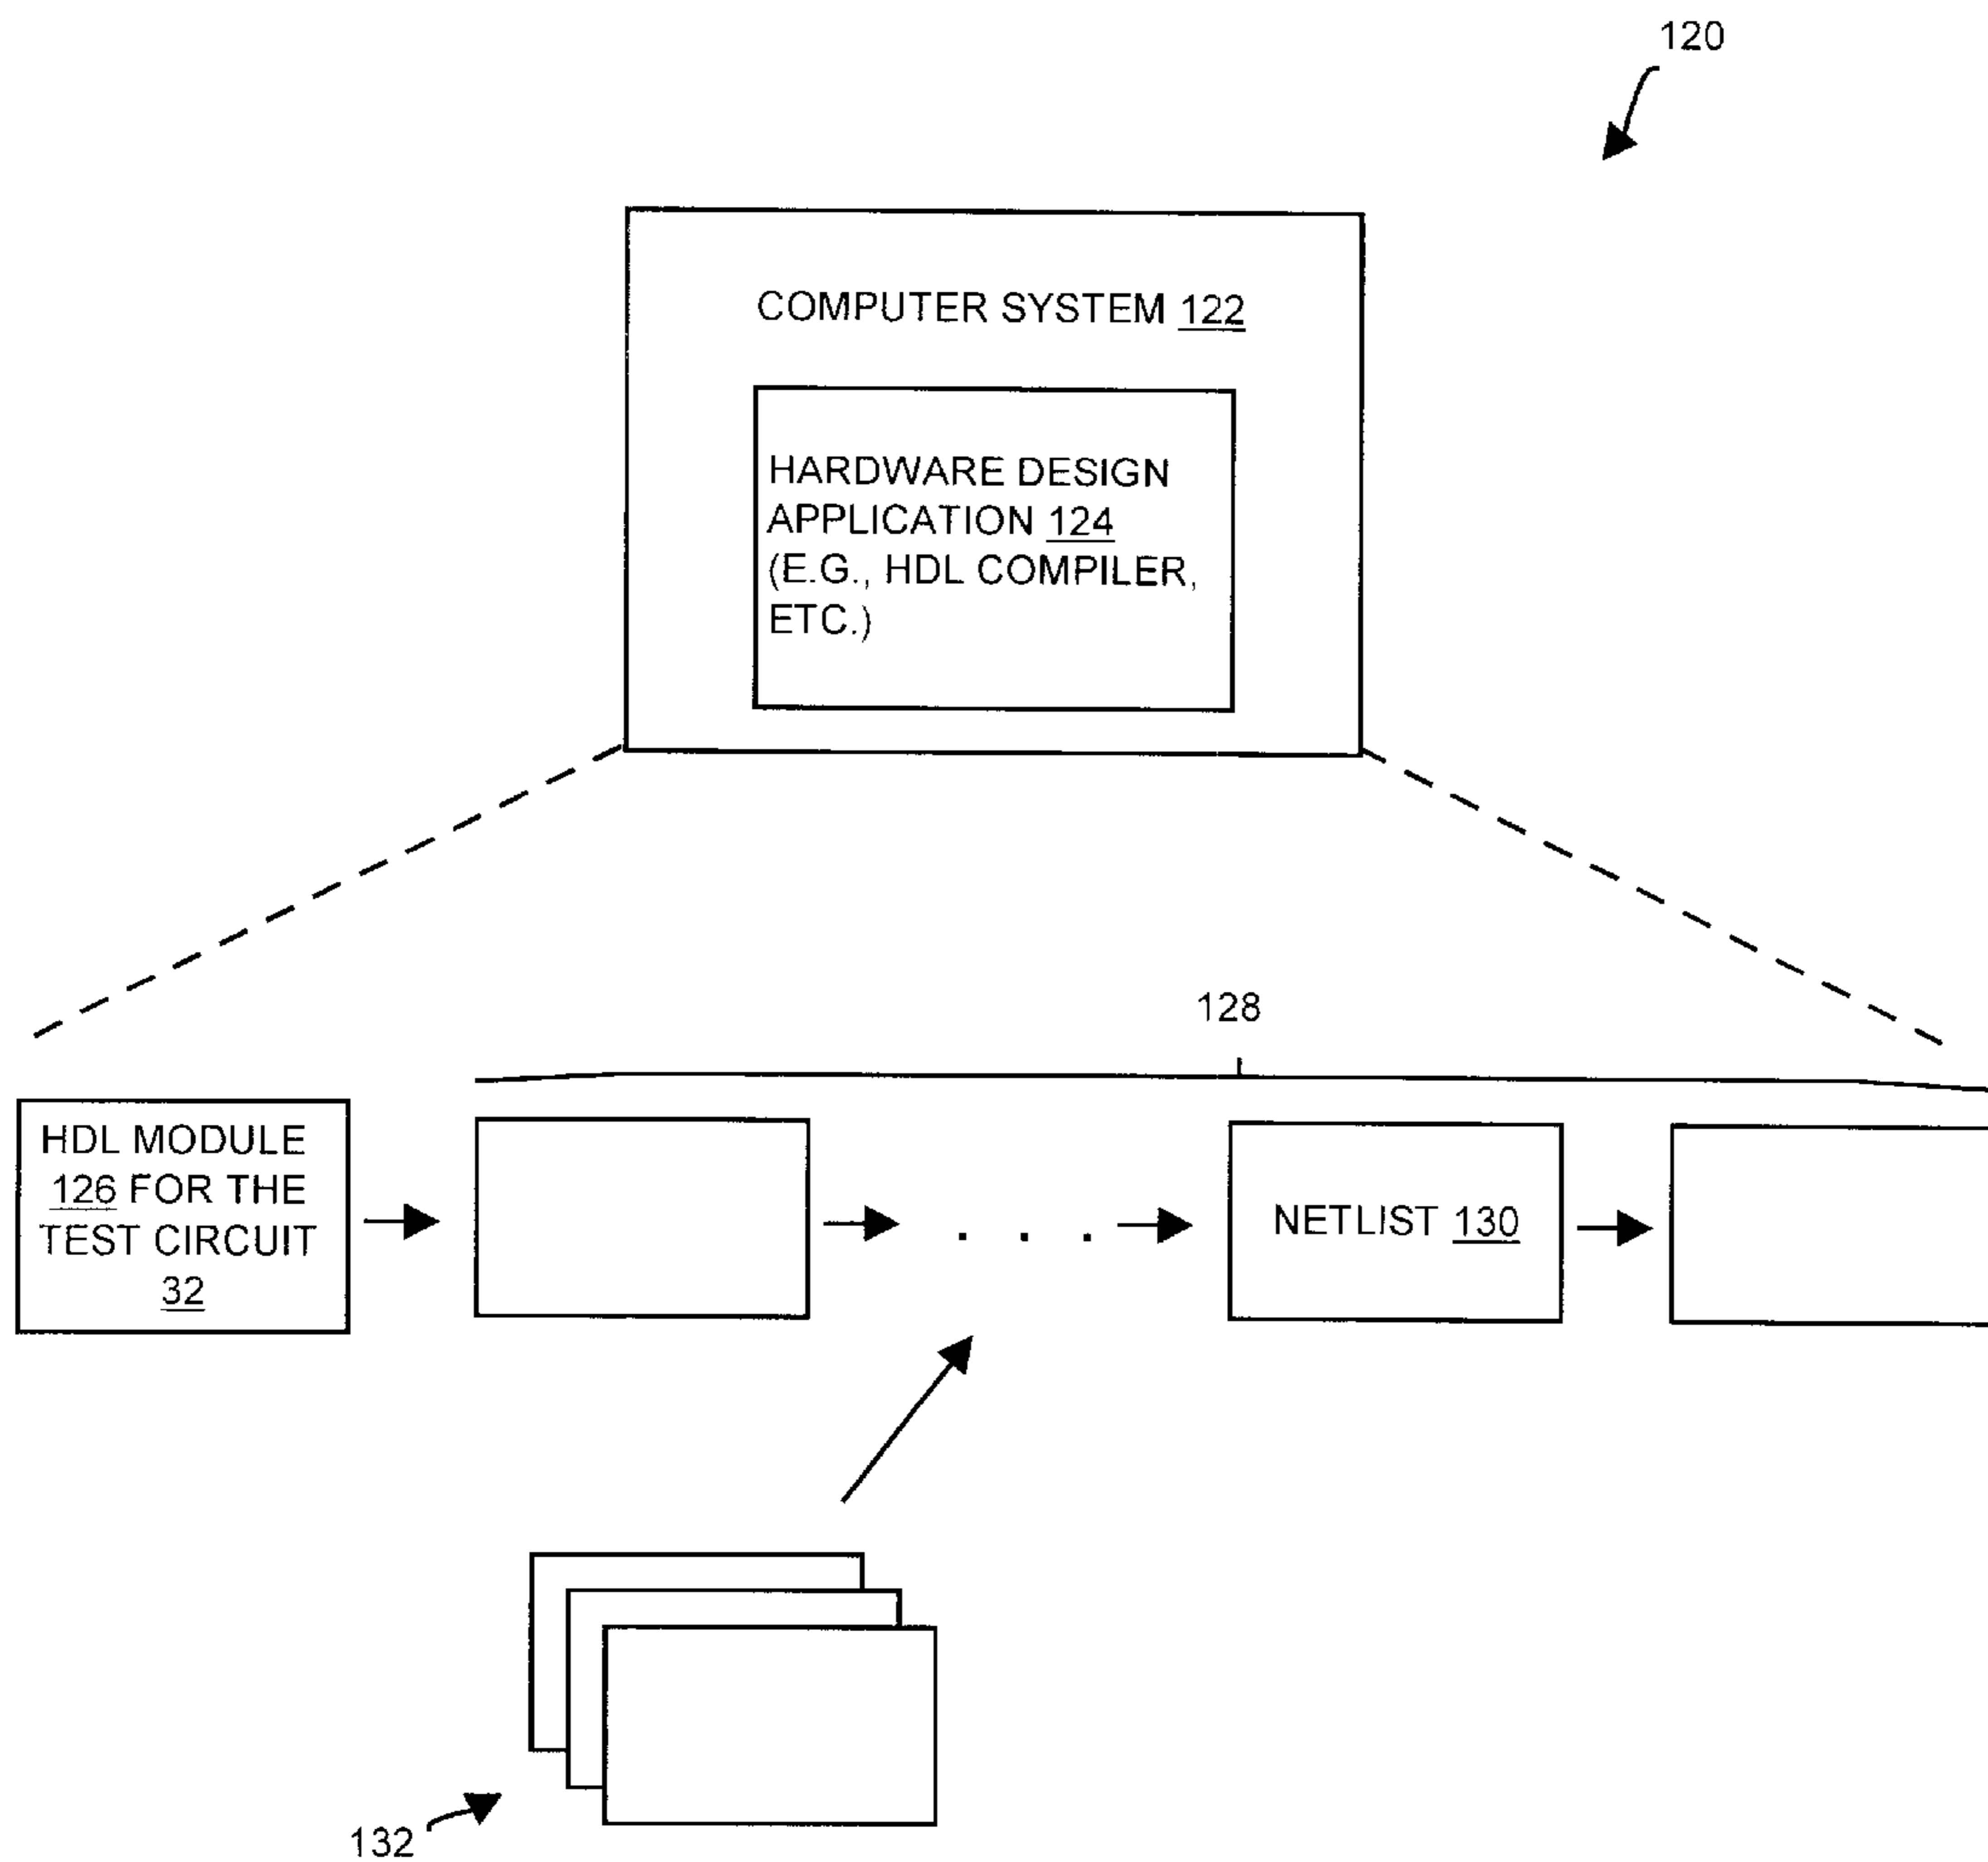 120
COMPUTER SYSTEM 122
HARDWARE DESIGN
APPLICATION 124
(E.G., HDL COMPILER,
ETC.)
128
HDL MODULE
126 FOR THE
TEST CIRCUIT
32
NETLIST 130
132